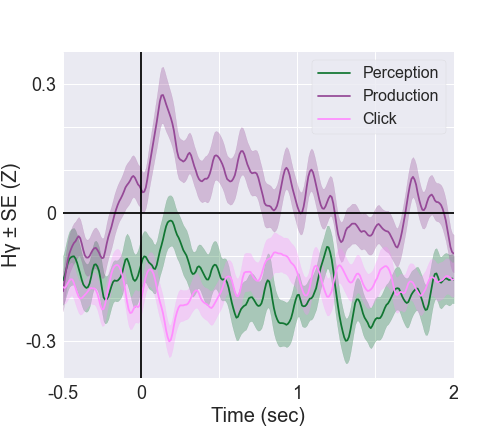 Perception
Production
Click
0.3
0
-0.3
Hγ ± SE (Z)
-0.5
0
1
2
Time (sec)